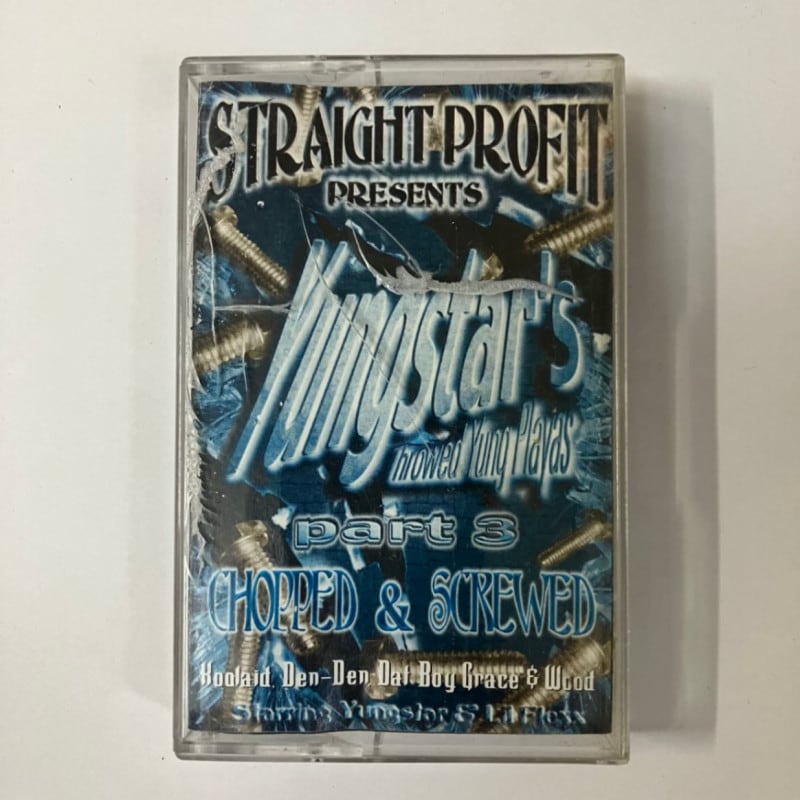 STRAIGHT PROFIT
PRESENTS
Yungstar's
Throwed Yung Playas
part 3
CHOPPED & SCREWED
Koolaid, Den-Den, Dat Boy Grace & Wood
Starring Yungstar & Lil Flexx